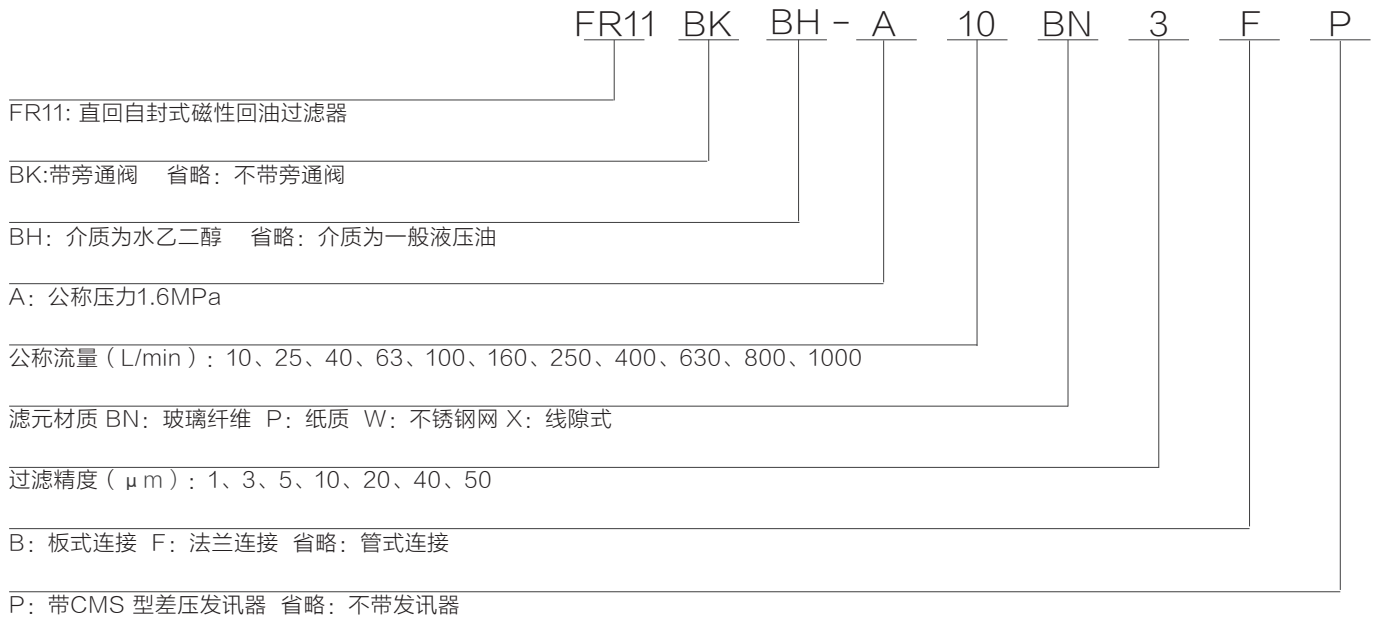 FR11 BK BH - A 10 BN 3 F P
FR11: 直回自封式磁性回油过滤器
BK:带旁通阀 省略：不带旁通阀
BH：介质为水乙二醇 省略：介质为一般液压油
A：公称压力1.6MPa
公称流量（L/min）：10、25、40、63、100、160、250、400、630、800、1000
滤元材质 BN：玻璃纤维 P：纸质 W：不锈钢网 X：线隙式
过滤精度（μm）：1、3、5、10、20、40、50
B：板式连接 F：法兰连接 省略：管式连接
P：带CMS 型差压发讯器 省略：不带发讯器